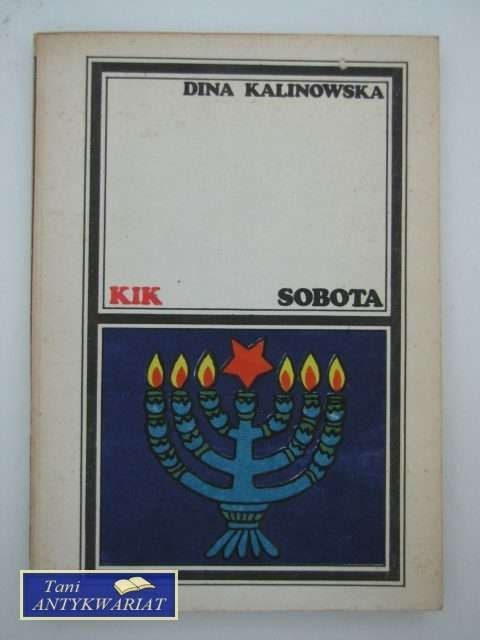 DINA KALINOWSKA
KIK SOBOTA
Tani
ANTYKWARIAT